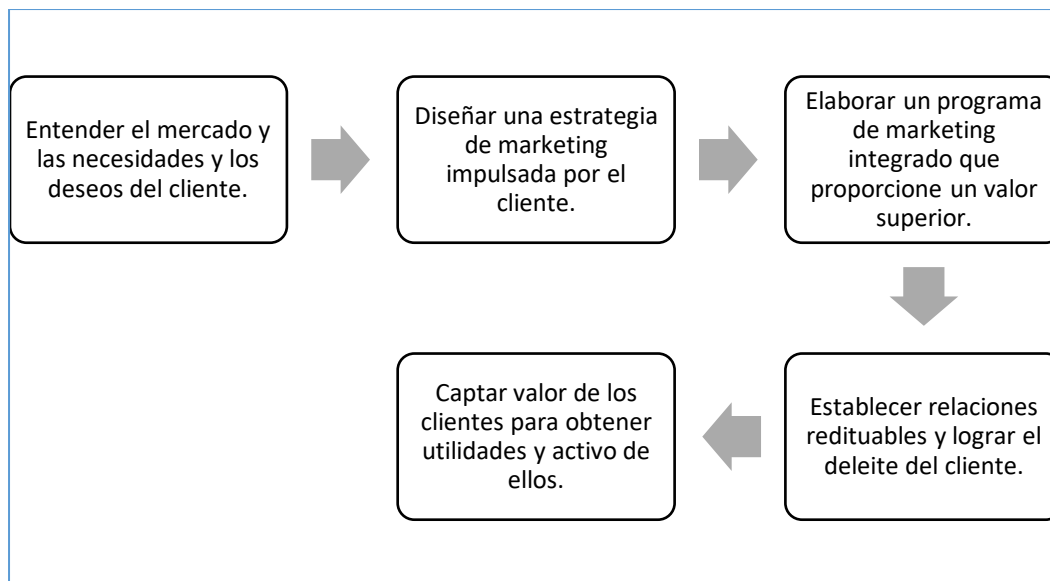 Entender el mercado y
las necesidades y los
deseos del cliente.
Diseñar una estrategia
de marketing
impulsada por el
cliente.
Elaborar un programa
de marketing
integrado que
proporcione un valor
superior.
Establecer relaciones
redituables y lograr el
deleite del cliente.
Captar valor de los
clientes para obtener
utilidades y activo de
ellos.